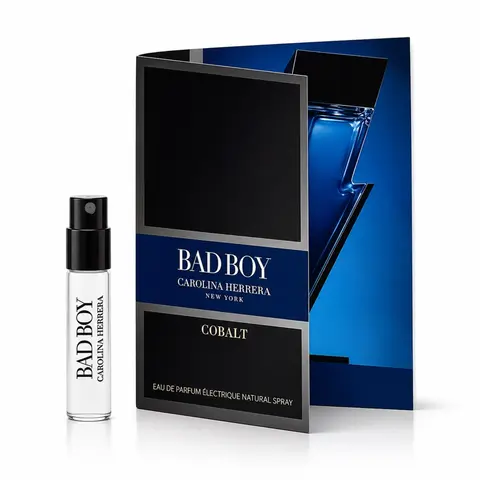 BAD BOY
CAROLINA HERRERA
BAD BOY
CAROLINA HERRERA
NEW YORK
COBALT
EAU DE PARFUM ÉLECTRIQUE NATURAL SPRAY